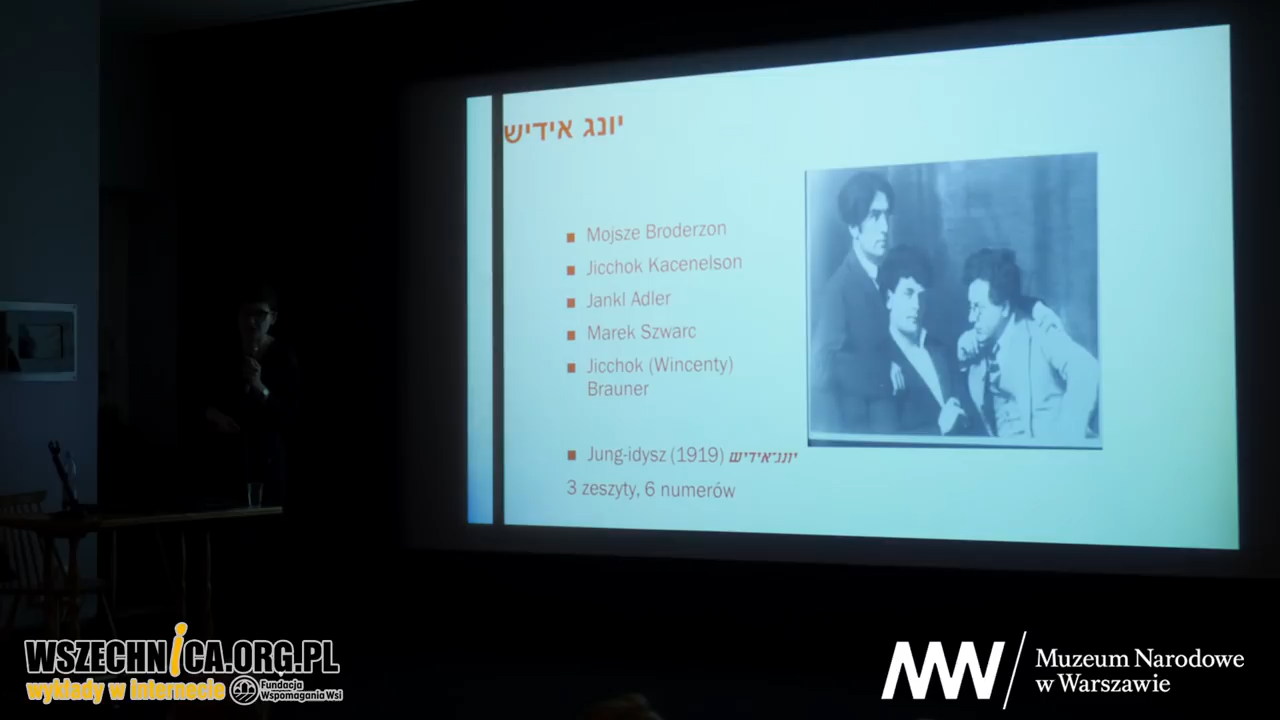 יונג אידיש
■ Mojsze Broderzon
■ Jicchok Kacenelson
■ Jankl Adler
■ Marek Szwarc
■ Jicchok (Wincenty)
Brauner
■ Jung-idysz (1919) יונג־אידיש
3 zeszyty, 6 numerów
WSZECHNICA.ORG.PL
wykłady w internecie
Fundacja
Wspomagania Wsi
Muzeum Narodowe
w Warszawie